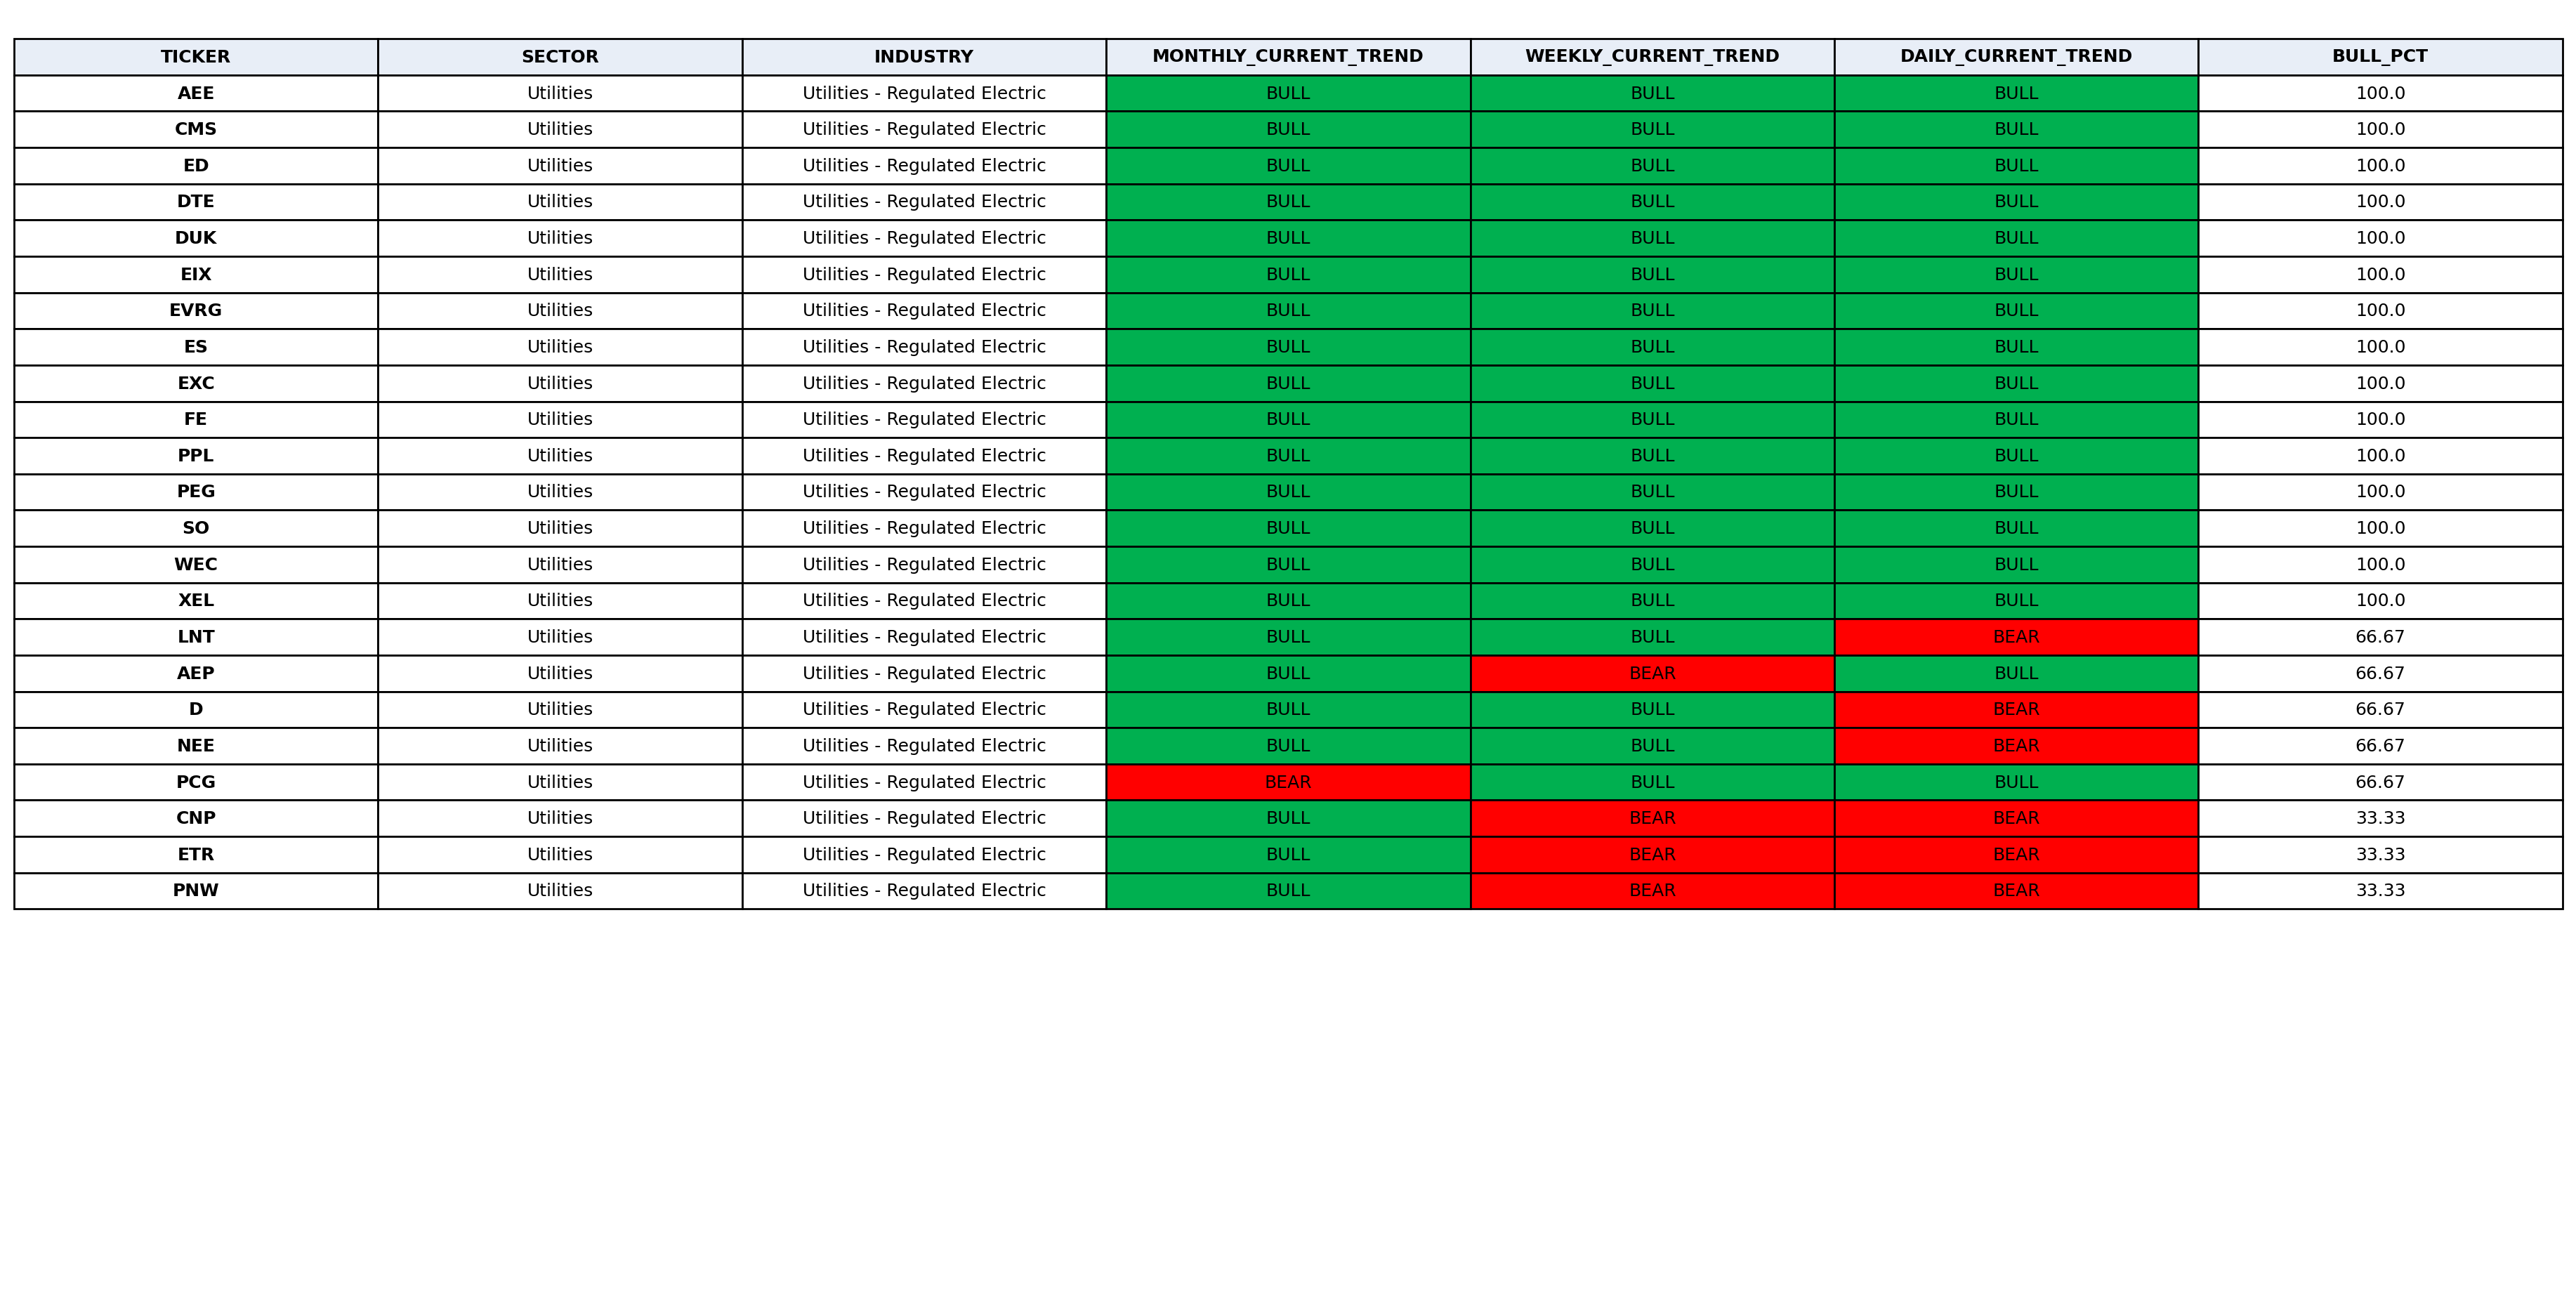 TICKER SECTOR INDUSTRY MONTHLY_CURRENT_TREND WEEKLY_CURRENT_TREND DAILY_CURRENT_TREND BULL_PCT
AEE Utilities Utilities - Regulated Electric BULL BULL BULL 100.0
CMS Utilities Utilities - Regulated Electric BULL BULL BULL 100.0
ED Utilities Utilities - Regulated Electric BULL BULL BULL 100.0
DTE Utilities Utilities - Regulated Electric BULL BULL BULL 100.0
DUK Utilities Utilities - Regulated Electric BULL BULL BULL 100.0
EIX Utilities Utilities - Regulated Electric BULL BULL BULL 100.0
EVRG Utilities Utilities - Regulated Electric BULL BULL BULL 100.0
ES Utilities Utilities - Regulated Electric BULL BULL BULL 100.0
EXC Utilities Utilities - Regulated Electric BULL BULL BULL 100.0
FE Utilities Utilities - Regulated Electric BULL BULL BULL 100.0
PPL Utilities Utilities - Regulated Electric BULL BULL BULL 100.0
PEG Utilities Utilities - Regulated Electric BULL BULL BULL 100.0
SO Utilities Utilities - Regulated Electric BULL BULL BULL 100.0
WEC Utilities Utilities - Regulated Electric BULL BULL BULL 100.0
XEL Utilities Utilities - Regulated Electric BULL BULL BULL 100.0
LNT Utilities Utilities - Regulated Electric BULL BULL BEAR 66.67
AEP Utilities Utilities - Regulated Electric BULL BEAR BULL 66.67
D Utilities Utilities - Regulated Electric BULL BULL BEAR 66.67
NEE Utilities Utilities - Regulated Electric BULL BULL BEAR 66.67
PCG Utilities Utilities - Regulated Electric BEAR BULL BULL 66.67
CNP Utilities Utilities - Regulated Electric BULL BEAR BEAR 33.33
ETR Utilities Utilities - Regulated Electric BULL BEAR BEAR 33.33
PNW Utilities Utilities - Regulated Electric BULL BEAR BEAR 33.33